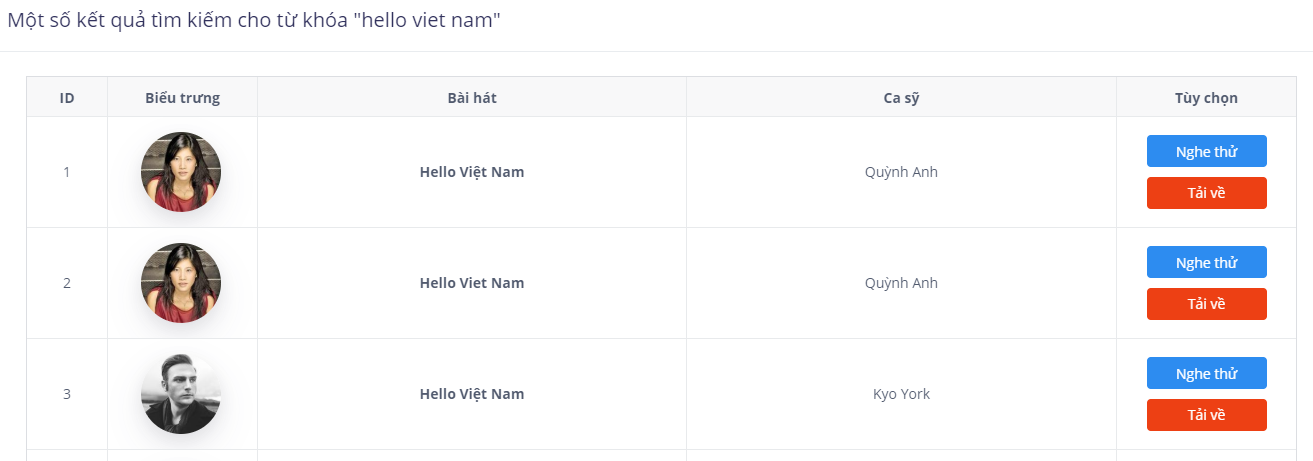 Một số kết quả tìm kiếm cho từ khóa "hello viet nam"
ID Biểu trưng Bài hát Ca sỹ Tùy chọn
1 Hello Việt Nam Quỳnh Anh Nghe thử
Tải về
2 Hello Viet Nam Quỳnh Anh Nghe thử
Tải về
3 Hello Việt Nam Kyo York Nghe thử
Tải về